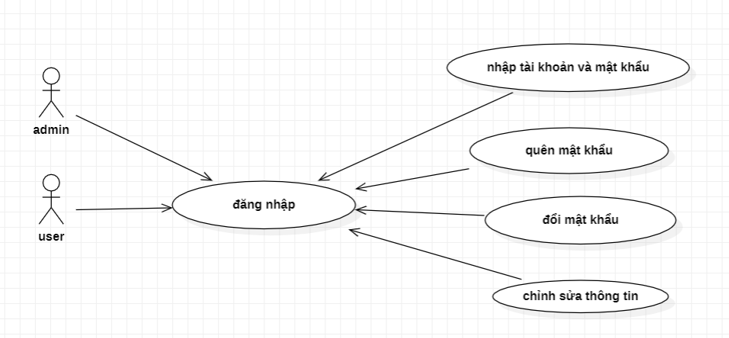 nhập tài khoản và mật khẩu
admin
quên mật khẩu
đăng nhập
đổi mật khẩu
user
chỉnh sửa thông tin